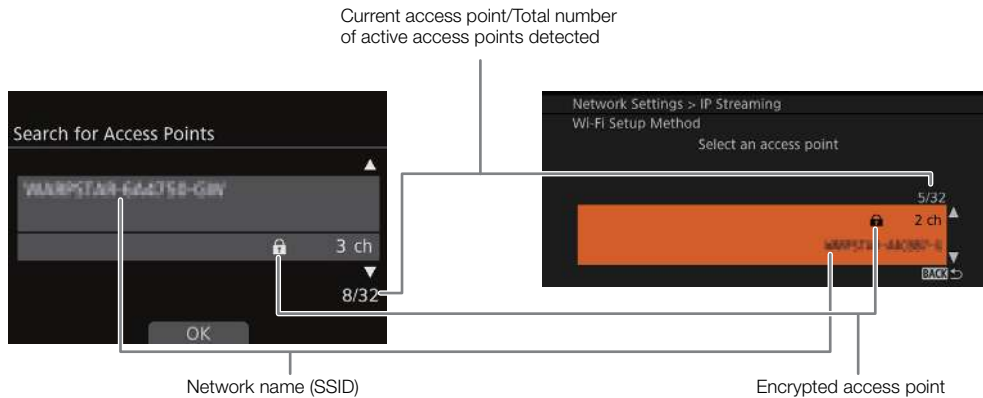 Current access point/Total number
of active access points detected
Search for Access Points
3 ch
8/32
OK
Network Settings > IP Streaming
Wi-Fi Setup Method
Select an access point
5/32
2 ch
BACK
Network name (SSID)
Encrypted access point